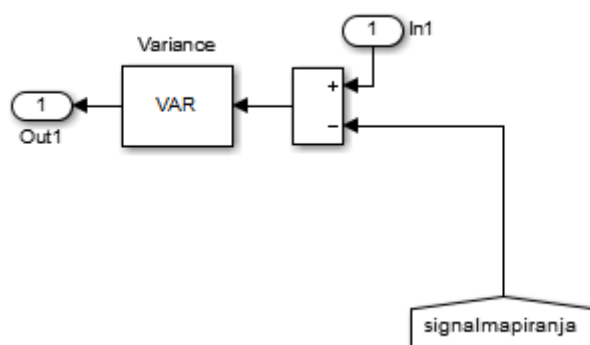 1
In1
Variance
+
VAR
1
−
Out1
signalmapiranja